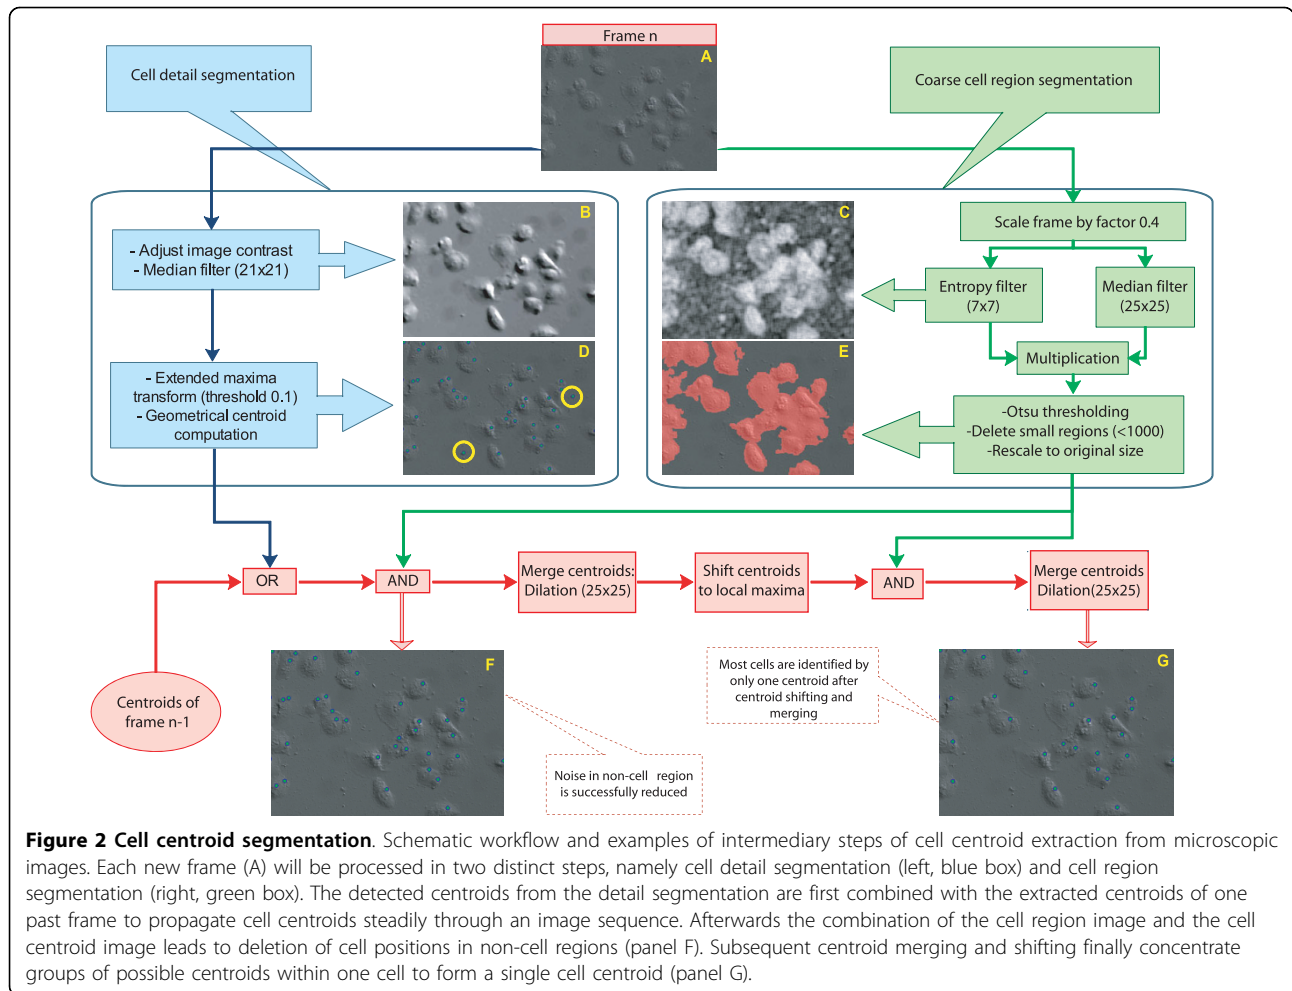 Frame n
A
Cell detail segmentation
Coarse cell region segmentation
- Adjust image contrast
- Median filter (21x21)
B
C
Scale frame by factor 0.4
Entropy filter
(7x7)
Median filter
(25x25)
Multiplication
- Extended maxima
transform (threshold 0.1)
- Geometrical centroid
computation
D
E
-Otsu thresholding
-Delete small regions (<1000)
-Rescale to original size
OR
AND
Merge centroids:
Dilation (25x25)
Shift centroids
to local maxima
AND
Merge centroids
Dilation(25x25)
Centroids of
frame n-1
F
Noise in non-cell region
is successfully reduced
Most cells are identified by
only one centroid after
centroid shifting and
merging
G
Figure 2 Cell centroid segmentation. Schematic workflow and examples of intermediary steps of cell centroid extraction from microscopic
images. Each new frame (A) will be processed in two distinct steps, namely cell detail segmentation (left, blue box) and cell region
segmentation (right, green box). The detected centroids from the detail segmentation are first combined with the extracted centroids of one
past frame to propagate cell centroids steadily through an image sequence. Afterwards the combination of the cell region image and the cell
centroid image leads to deletion of cell positions in non-cell regions (panel F). Subsequent centroid merging and shifting finally concentrate
groups of possible centroids within one cell to form a single cell centroid (panel G).